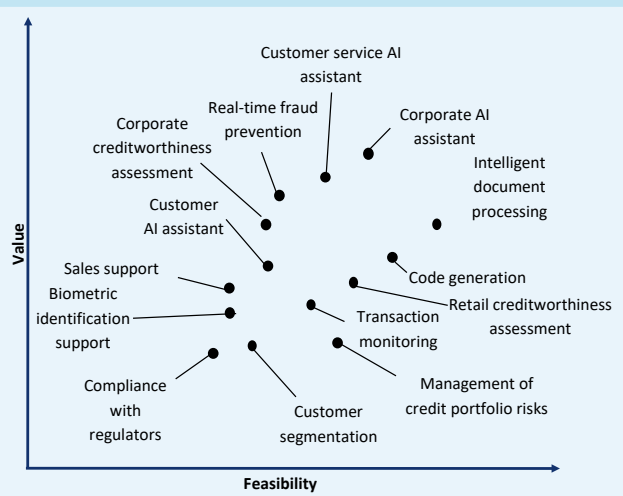 Customer service AI
assistant
Real-time fraud
prevention
Corporate AI
assistant
Corporate
creditworthiness
assessment
Intelligent
document
processing
Customer
AI assistant
Value
Sales support
Code generation
Biometric
identification
support
Retail creditworthiness
assessment
Transaction
monitoring
Compliance
with
regulators
Customer
segmentation
Management of
credit portfolio risks
Feasibility